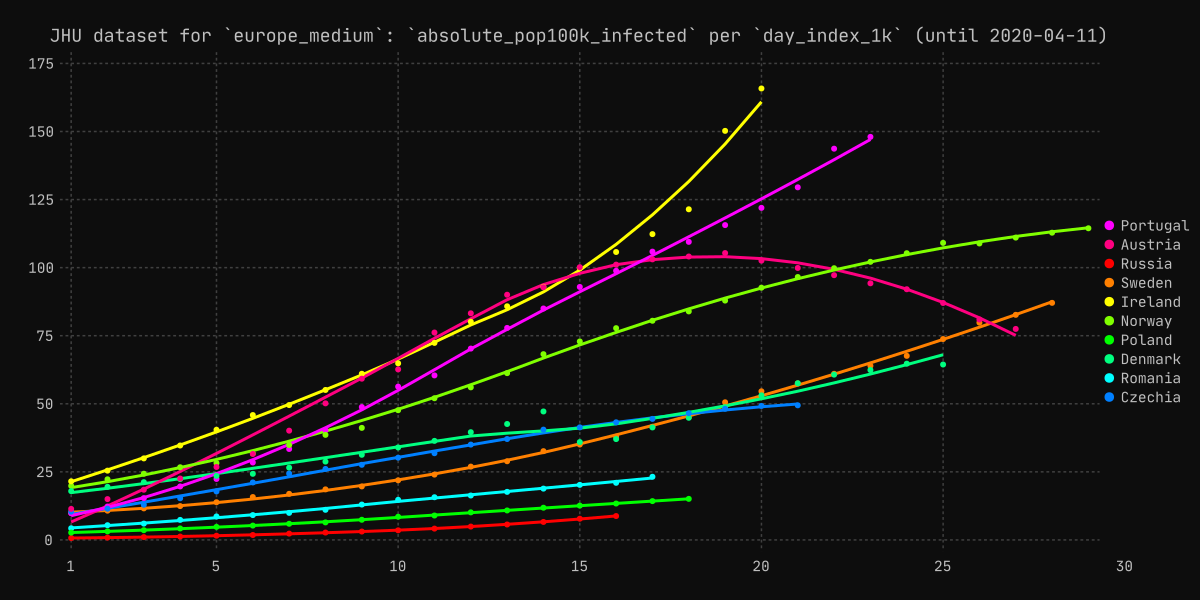 JHU dataset for `europe_medium`: `absolute_pop100k_infected` per `day_index_1k` (until 2020-04-11)
175
150
125
100
75
50
25
0
1 5 10 15 20 25 30
Portugal
Austria
Russia
Sweden
Ireland
Norway
Poland
Denmark
Romania
Czechia